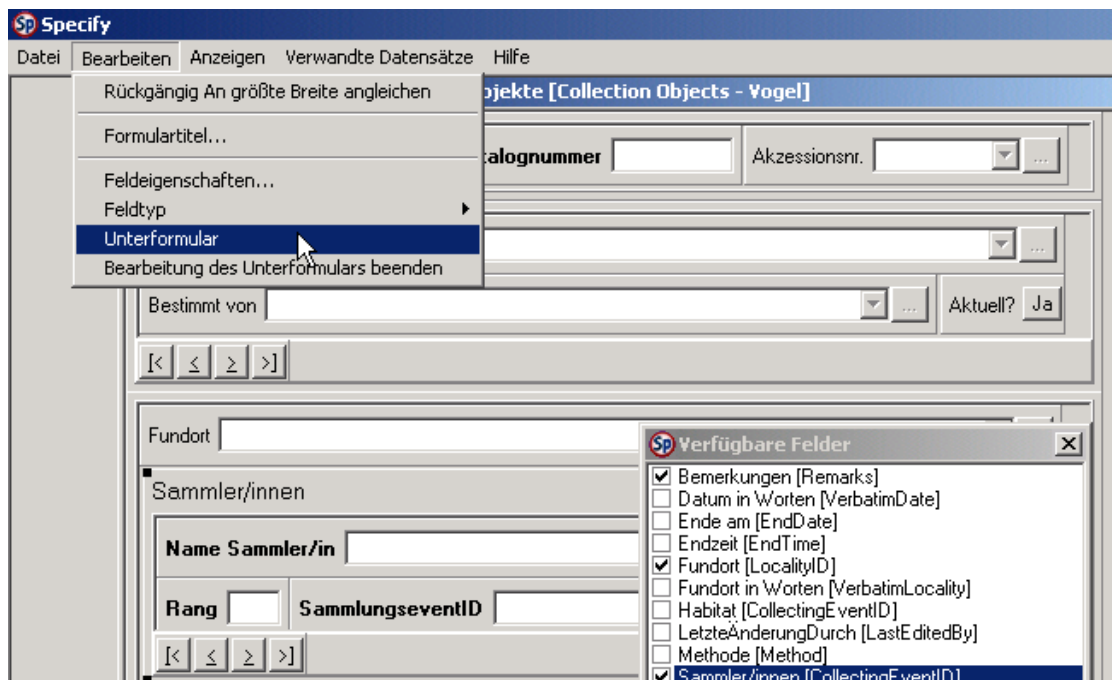 Specify
Datei Bearbeiten Anzeigen Verwandte Datensätze Hilfe
Rückgängig An größte Breite angleichen
Formulartitel...
Feldeigenschaften...
Feldtyp
Unterformular
Bearbeitung des Unterformulars beenden
bjekte [Collection Objects - Vogel]
alognummer Akzessionsnr. ...
...
Bestimmt von ... Aktuell? Ja
[< < > >]
Fundort
Sammler/innen
Name Sammler/in
Rang SammlungseventID
[< < > >]
Verfügbare Felder
Bemerkungen [Remarks]
Datum in Worten [VerbatimDate]
Ende am [EndDate]
Endzeit [EndTime]
Fundort [LocalityID]
Fundort in Worten [VerbatimLocality]
Habitat [CollectingEventID]
LetzteÄnderungDurch [LastEditedBy]
Methode [Method]
Sammler/innen [CollectingEventID]